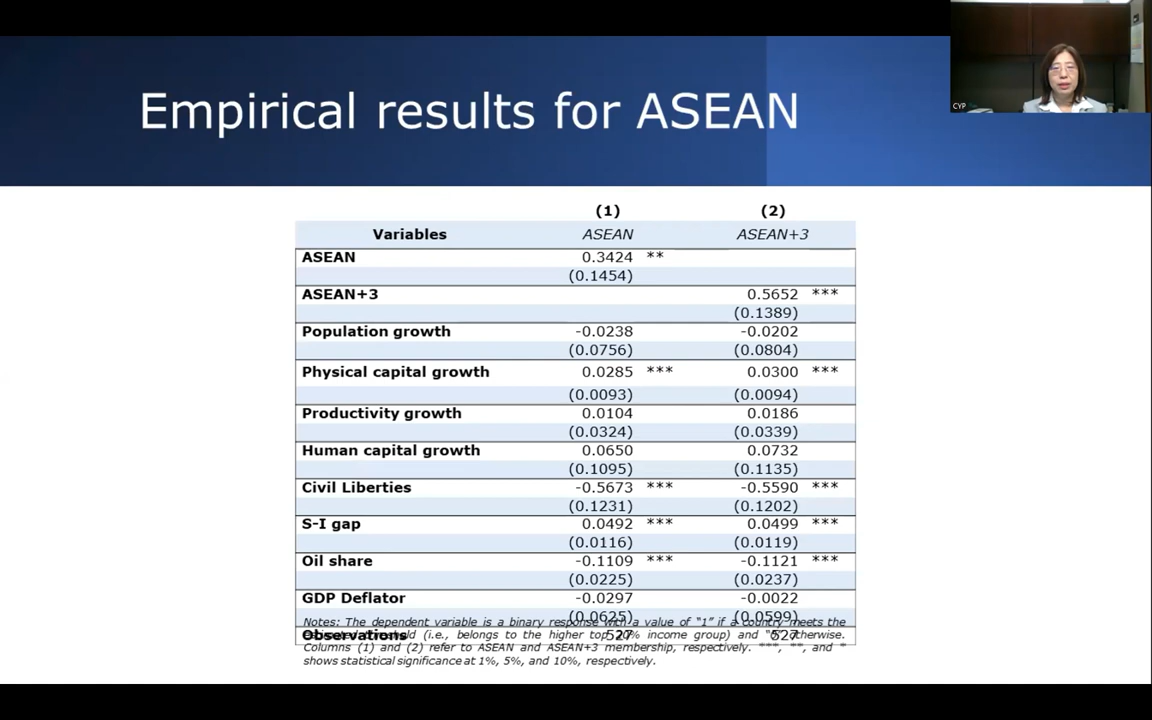 CYP
Empirical results for ASEAN
(1) (2)
Variables ASEAN ASEAN+3
ASEAN 0.3424 **
(0.1454)
ASEAN+3 0.5652 ***
(0.1389)
Population growth -0.0238 -0.0202
(0.0756) (0.0804)
Physical capital growth 0.0285 *** 0.0300 ***
(0.0093) (0.0094)
Productivity growth 0.0104 0.0186
(0.0324) (0.0339)
Human capital growth 0.0650 0.0732
(0.1095) (0.1135)
Civil Liberties -0.5673 *** -0.5590 ***
(0.1231) (0.1202)
S-I gap 0.0492 *** 0.0499 ***
(0.0116) (0.0119)
Oil share -0.1109 *** -0.1121 ***
(0.0225) (0.0237)
GDP Deflator -0.0297 -0.0022
(0.0625) (0.0599)
Observations 527 527
Notes: The dependent variable is a binary response with a value of "1" if a country meets the
threshold (i.e., belongs to the higher top income group) and otherwise.
Columns (1) and (2) refer to ASEAN and ASEAN+3 membership, respectively. ***, **, and *
shows statistical significance at 1%, 5%, and 10%, respectively.